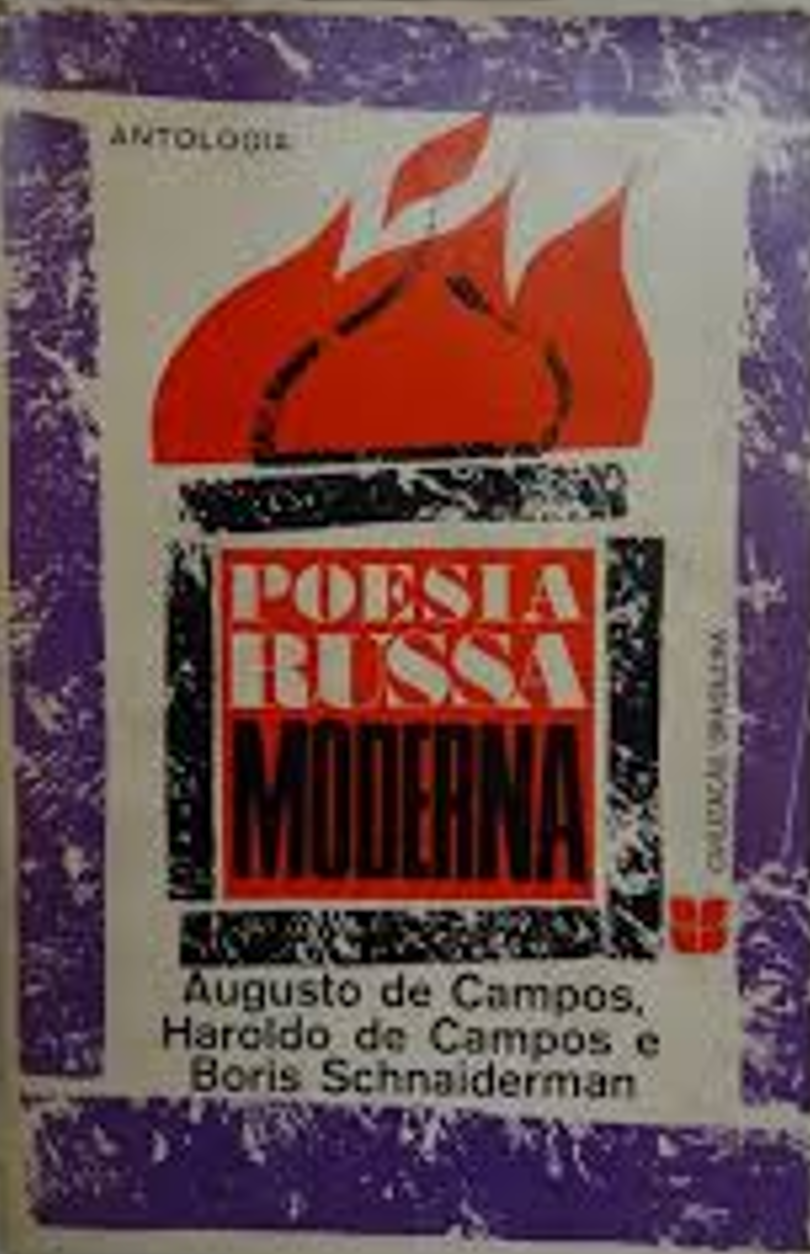 ANTOLOGIA
POESIA
RUSSA
MODERNA
CIVILIZAÇÃO BRASILEIRA
Augusto de Campos,
Haroldo de Campos e
Boris Schnaiderman